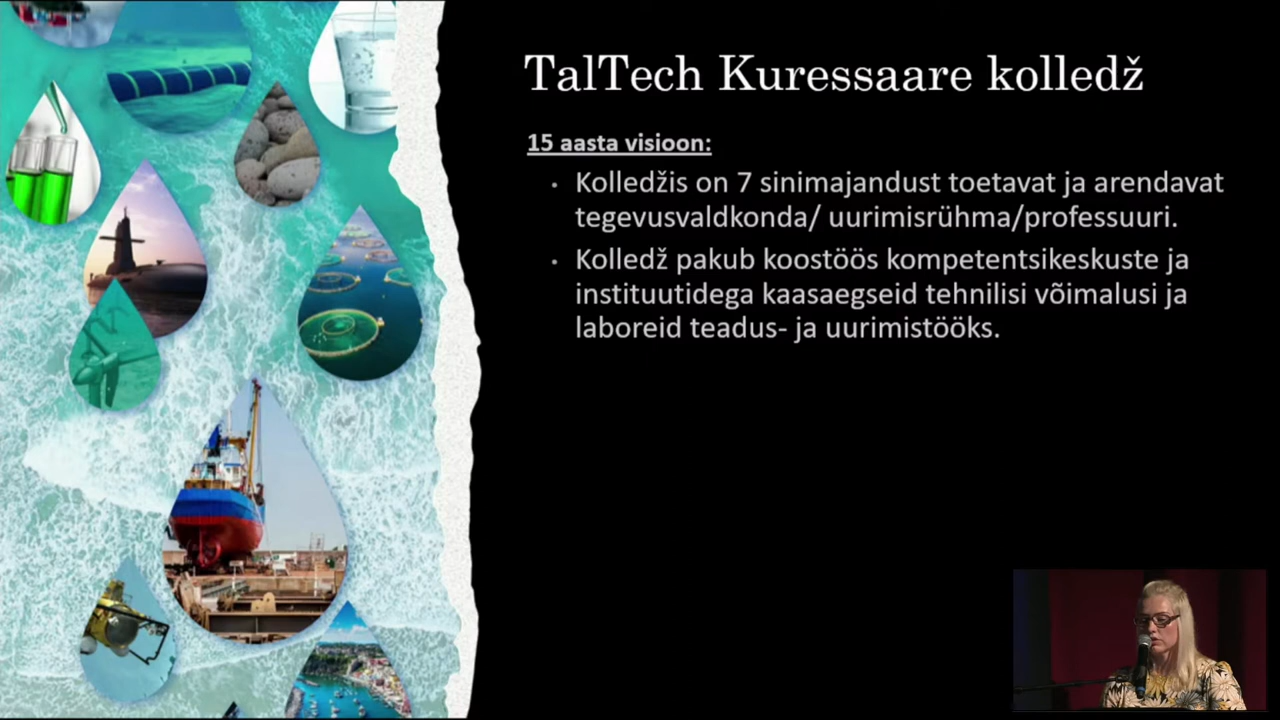 TalTech Kuressaare kolledž
15 aasta visioon:
• Kolledžis on 7 sinimajandust toetavat ja arendavat
tegevusvaldkonda/ uurimisrühma/professuuri.
• Kolledž pakub koostöös kompetentsikeskuste ja
instituutidega kaasaegseid tehnilisi võimalusi ja
laboreid teadus- ja uurimistööks.